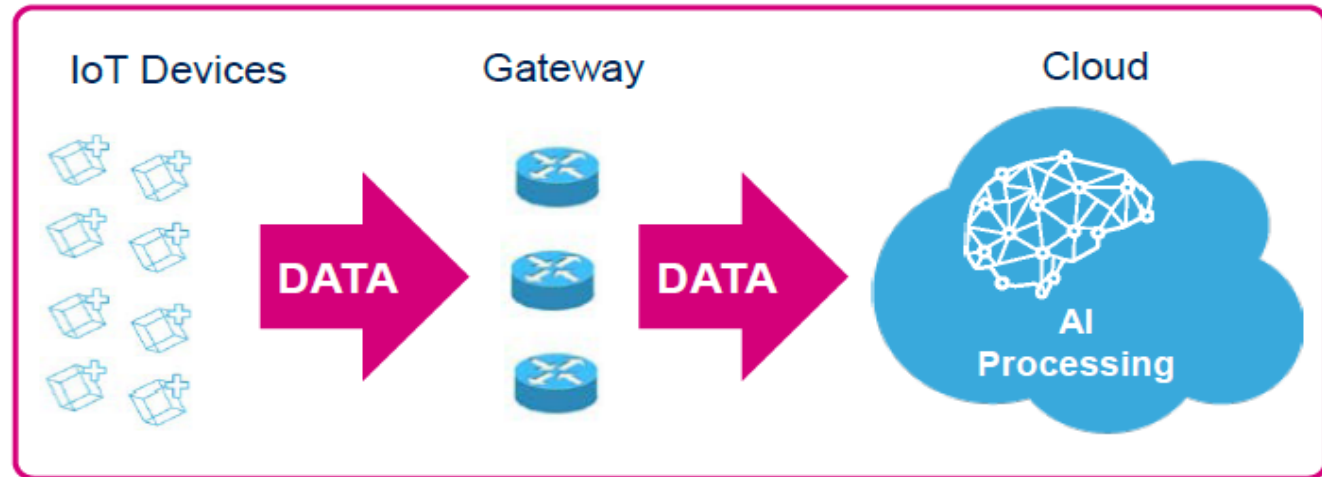 IoT Devices
Gateway
Cloud
DATA
DATA
AI
Processing